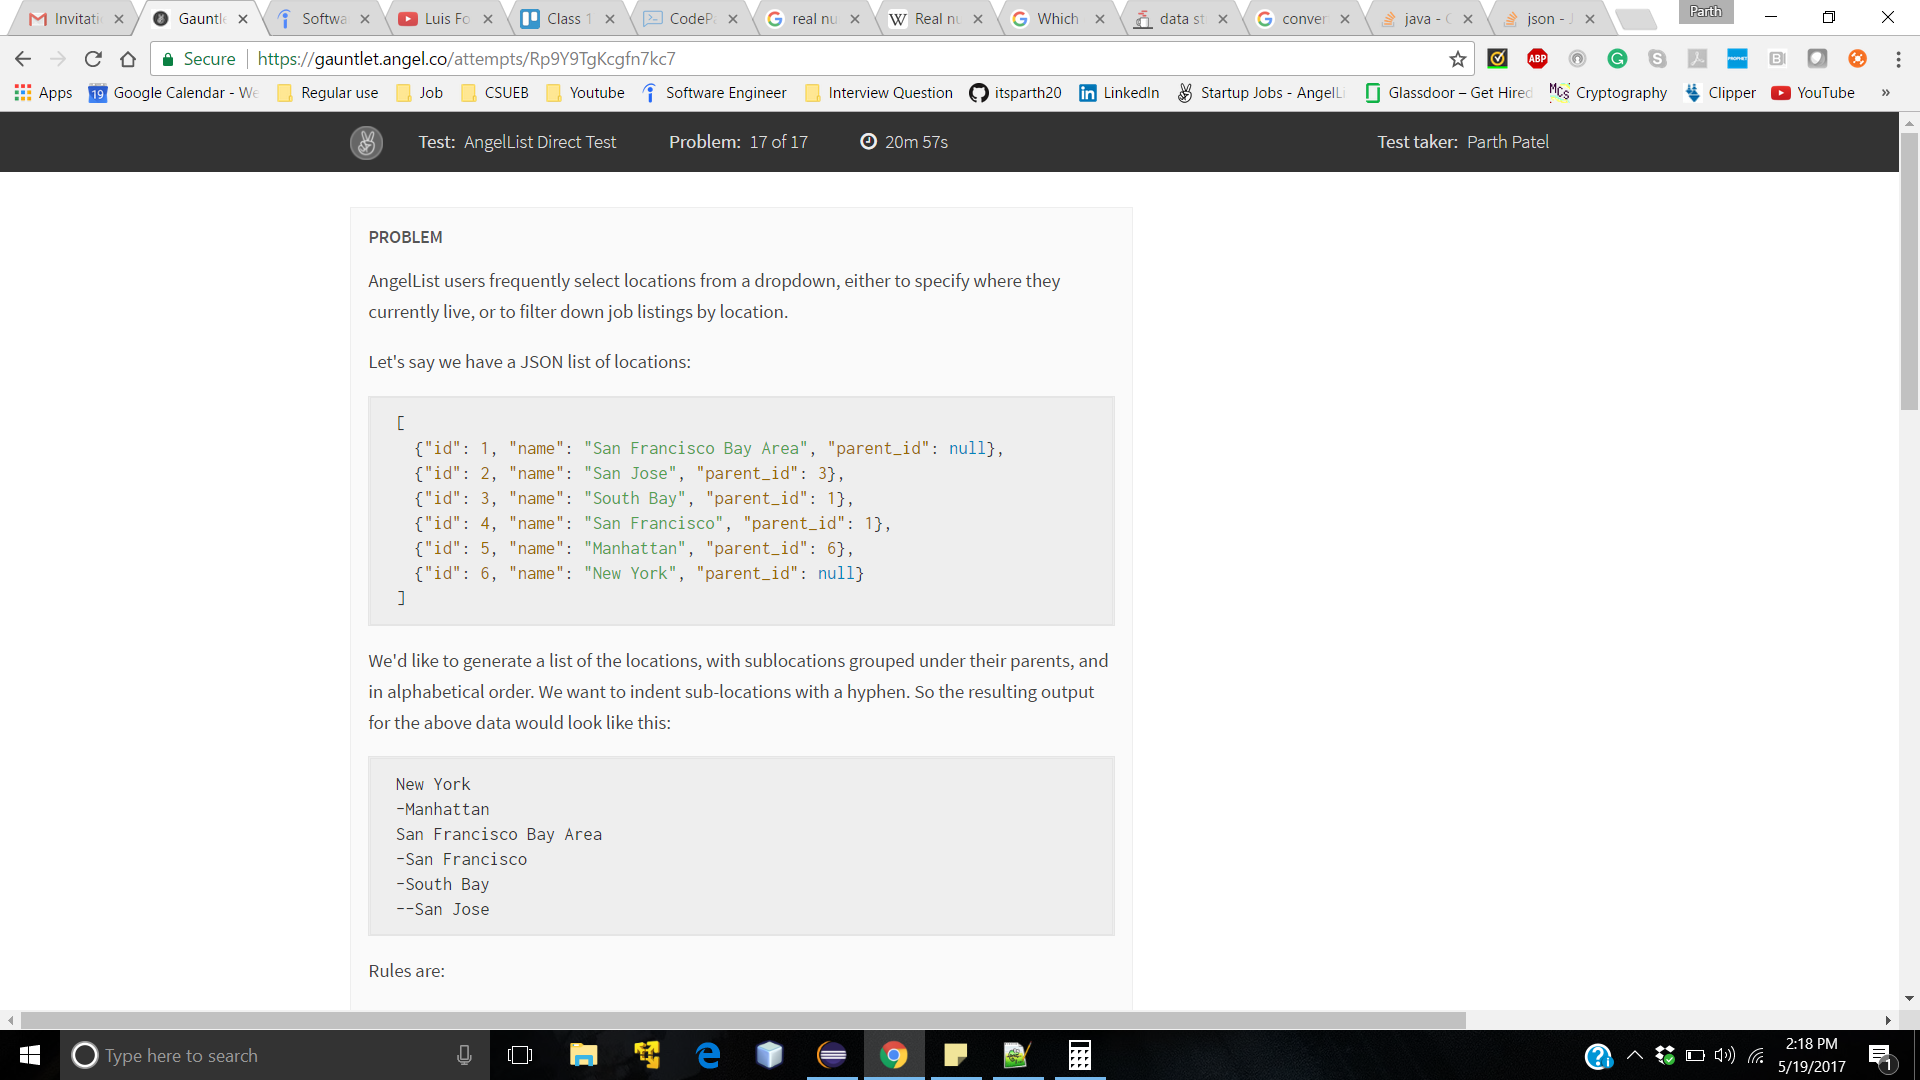 Invitati
Gauntle
Softwa
Luis Fo
Class 1
CodePa
real nu
Real nu
Which
data st
conver
java - C
json - J
Parth
Secure
https://gauntlet.angel.co/attempts/Rp9Y9TgKcgfn7kc7
ABP
Apps
19
Google Calendar - We
Regular use
Job
CSUEB
Youtube
Software Engineer
Interview Question
itsparth20
LinkedIn
Startup Jobs - AngelLi
Glassdoor – Get Hired
Cryptography
Clipper
YouTube
»
Test: AngelList Direct Test
Problem: 17 of 17
20m 57s
Test taker: Parth Patel
PROBLEM
AngelList users frequently select locations from a dropdown, either to specify where they
currently live, or to filter down job listings by location.
Let's say we have a JSON list of locations:
[
{"id": 1, "name": "San Francisco Bay Area", "parent_id": null},
{"id": 2, "name": "San Jose", "parent_id": 3},
{"id": 3, "name": "South Bay", "parent_id": 1},
{"id": 4, "name": "San Francisco", "parent_id": 1},
{"id": 5, "name": "Manhattan", "parent_id": 6},
{"id": 6, "name": "New York", "parent_id": null}
]
We'd like to generate a list of the locations, with sublocations grouped under their parents, and
in alphabetical order. We want to indent sub-locations with a hyphen. So the resulting output
for the above data would look like this:
New York
-Manhattan
San Francisco Bay Area
-San Francisco
-South Bay
--San Jose
Rules are:
Type here to search
2:18 PM
5/19/2017
1